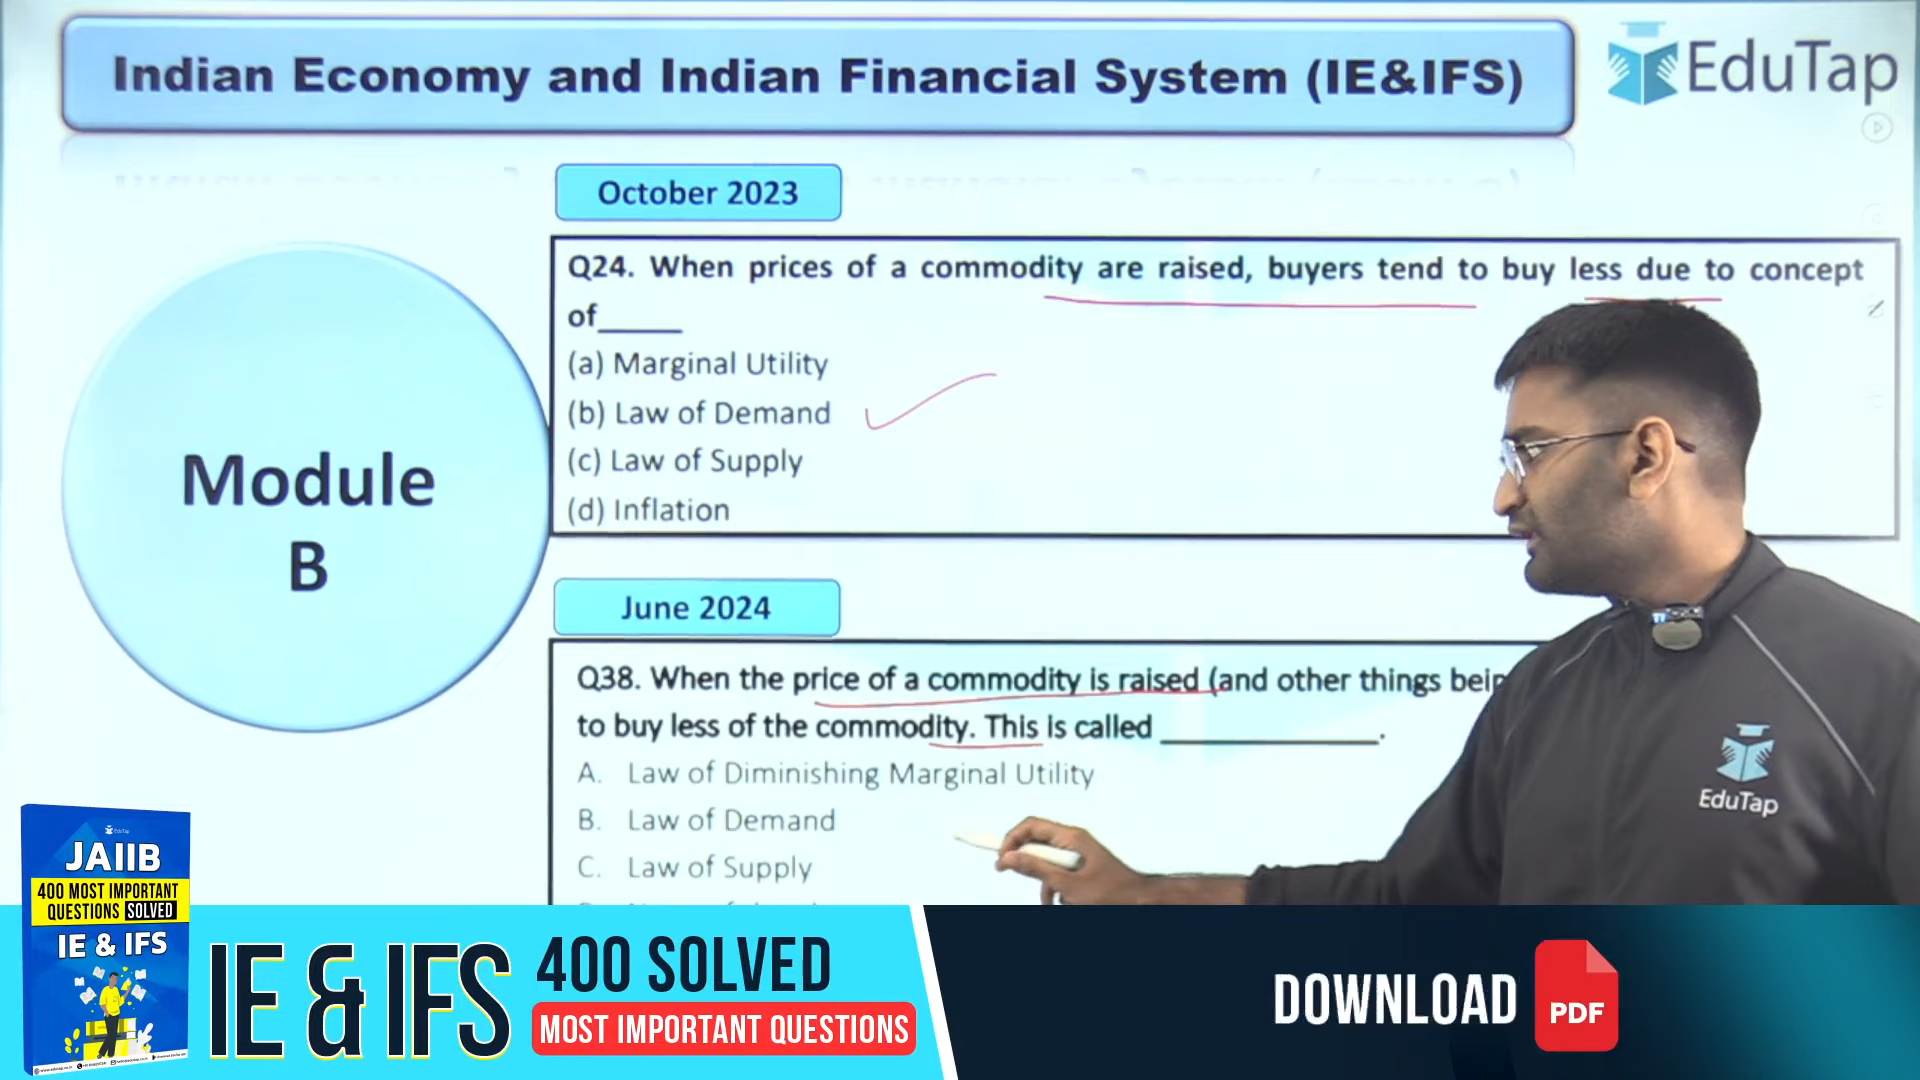 Indian Economy and Indian Financial System (IE&IFS)
EduTap
October 2023
Q24. When prices of a commodity are raised, buyers tend to buy less due to concept
of_____
(a) Marginal Utility
(b) Law of Demand
(c) Law of Supply
(d) Inflation
Module
B
June 2024
Q38. When the price of a commodity is raised (and other things
to buy less of the commodity. This is called ______________.
A. Law of Diminishing Marginal Utility
B. Law of Demand
C. Law of Supply
EduTap
EduTap
JAIIB
400 MOST IMPORTANT
QUESTIONS SOLVED
IE & IFS
IE & IFS
400 SOLVED
MOST IMPORTANT QUESTIONS
DOWNLOAD
PDF